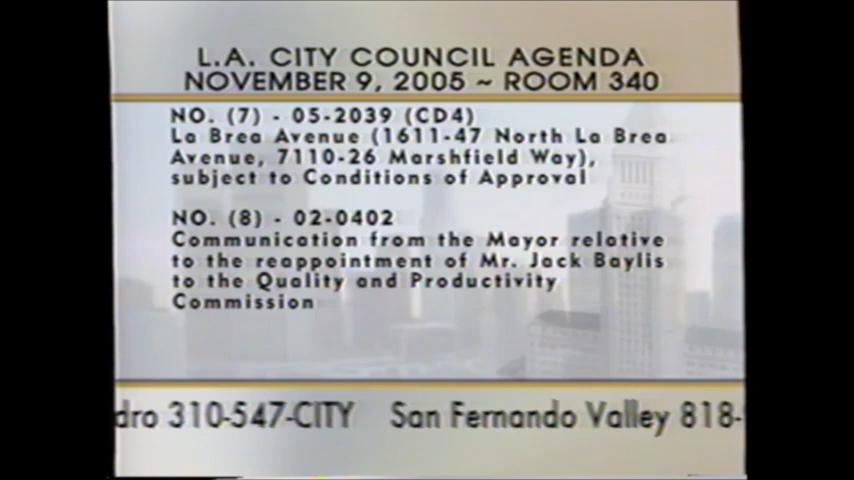 L.A. CITY COUNCIL AGENDA
NOVEMBER 9, 2005 ~ ROOM 340
NO. (7) - 05-2039 (CD4)
La Brea Avenue (1611-47 North La Brea
Avenue, 7110-26 Marshfield Way),
subject to Conditions of Approval
NO. (8) - 02-0402
Communication from the Mayor relative
to the reappointment of Mr. Jack Baylis
to the Quality and Productivity
Commission
dro 310-547-CITY San Fernando Valley 818-